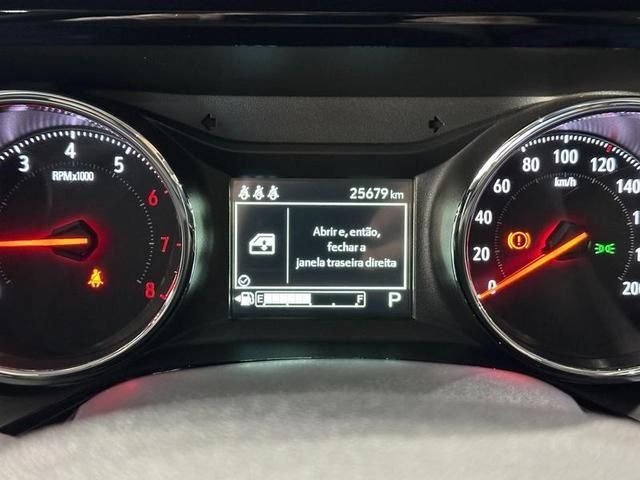 3 4 5 6 7 8
RPMx1000
25679 km
Abrir e, então,
fechar a
janela traseira direita
E F P
0 20 40 60 80 100 120 140
km/h